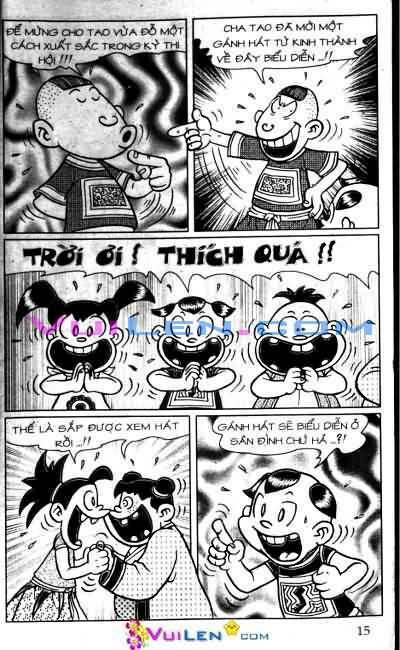 ĐỂ MỪNG CHO TAO VỪA ĐỖ MỘT
CÁCH XUẤT SẮC TRONG KỲ THI
HỘI !!!
CHA TAO ĐÃ MỜI MỘT
GÁNH HÁT TỪ KINH THÀNH
VỀ ĐÂY BIỂU DIỄN ...!!
TRỜI ƠI ! THÍCH QUÁ !!
VUILEN.COM
THẾ LÀ SẮP ĐƯỢC XEM HÁT
RỒI ...!!
GÁNH HÁT SẼ BIỂU DIỄN Ở
SÂN ĐÌNH CHỨ HẢ ...?!
15
VUILEN.COM